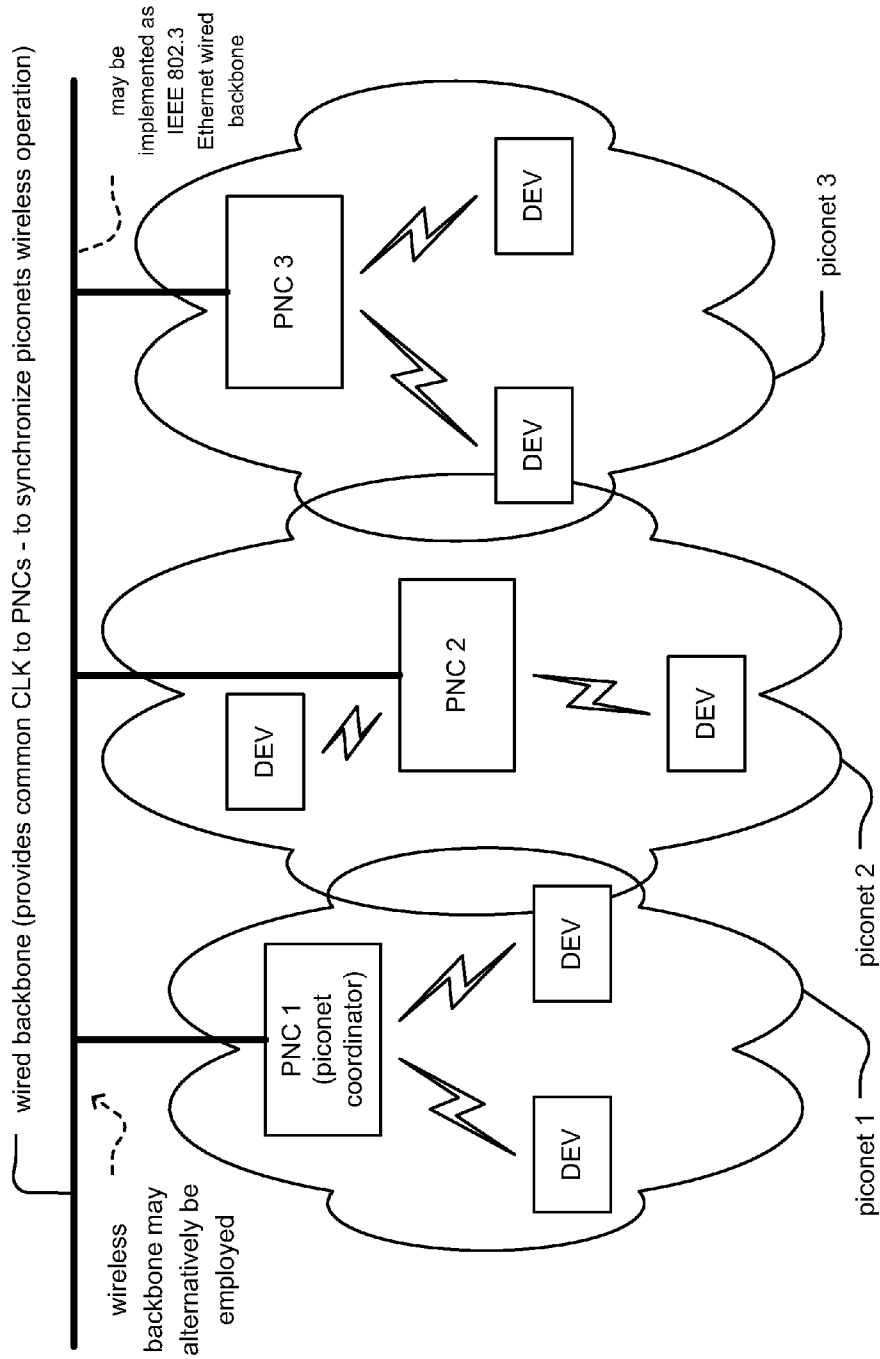 wired backbone (provides common CLK to PNCs - to synchronize piconets wireless operation)
wireless
backbone may
alternatively be
employed
may be
implemented as
IEEE 802.3
Ethernet wired
backbone
PNC 1
(piconet
coordinator)
DEV
DEV
piconet 1
DEV
PNC 2
DEV
piconet 2
PNC 3
DEV
DEV
piconet 3